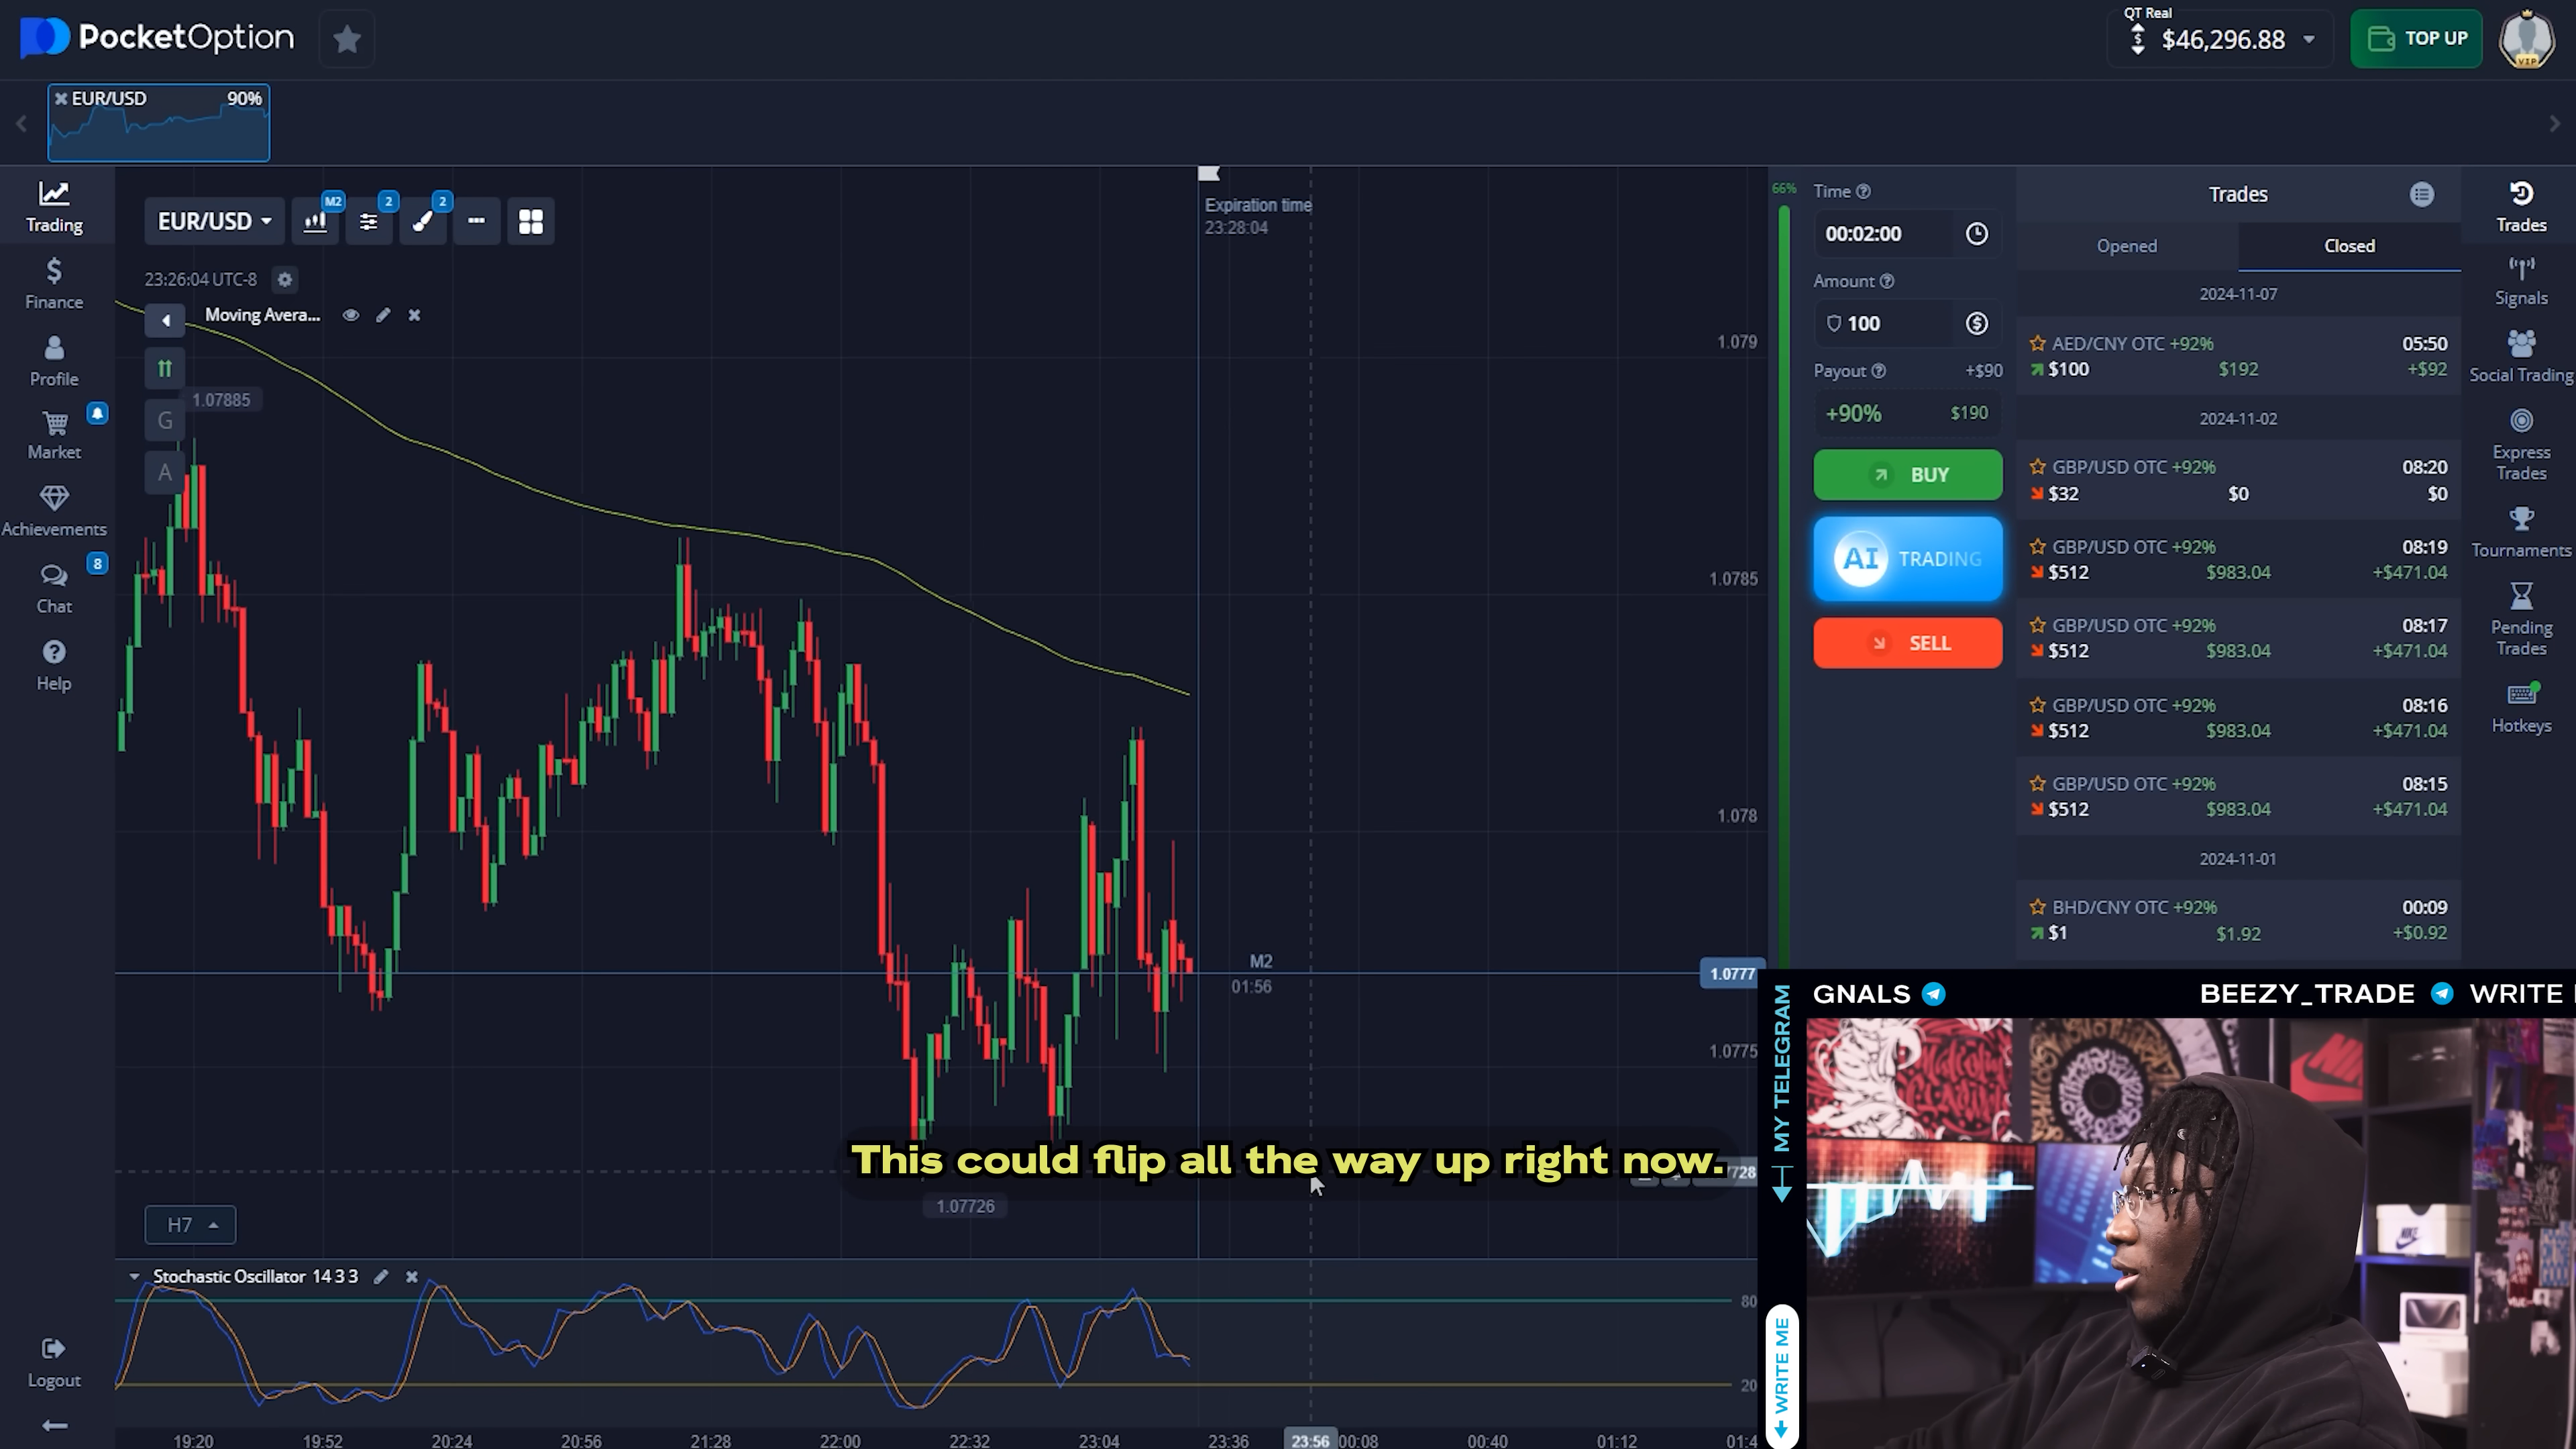 PocketOption
QT Real
$46,296.88
TOP UP
VIP
EUR/USD 90%
Trading
Finance
Profile
Market
Achievements
8
Chat
Help
Logout
EUR/USD
M2
2
2
23:26:04 UTC-8
Moving Avera...
G
A
1.07885
Expiration time
23:28:04
66%
1.079
1.0785
1.078
M2
01:56
1.0777
1.0775
1.07726
728
This could flip all the way up right now.
H7
Stochastic Oscillator 14 3 3
80
20
19:20 19:52 20:24 20:56 21:28 22:00 22:32 23:04 23:36 23:56 00:08 00:40 01:12 01:4
Time
00:02:00
Amount
100
Payout +$90
+90% $190
BUY
AI TRADING
SELL
Trades
Opened Closed
2024-11-07
AED/CNY OTC +92% 05:50
$100 $192 +$92
2024-11-02
GBP/USD OTC +92% 08:20
$32 $0 $0
GBP/USD OTC +92% 08:19
$512 $983.04 +$471.04
GBP/USD OTC +92% 08:17
$512 $983.04 +$471.04
GBP/USD OTC +92% 08:16
$512 $983.04 +$471.04
GBP/USD OTC +92% 08:15
$512 $983.04 +$471.04
2024-11-01
BHD/CNY OTC +92% 00:09
$1 $1.92 +$0.92
Trades
Signals
Social Trading
Express
Trades
Tournaments
Pending
Trades
Hotkeys
GNALS BEEZY_TRADE WRITE
MY TELEGRAM
WRITE ME